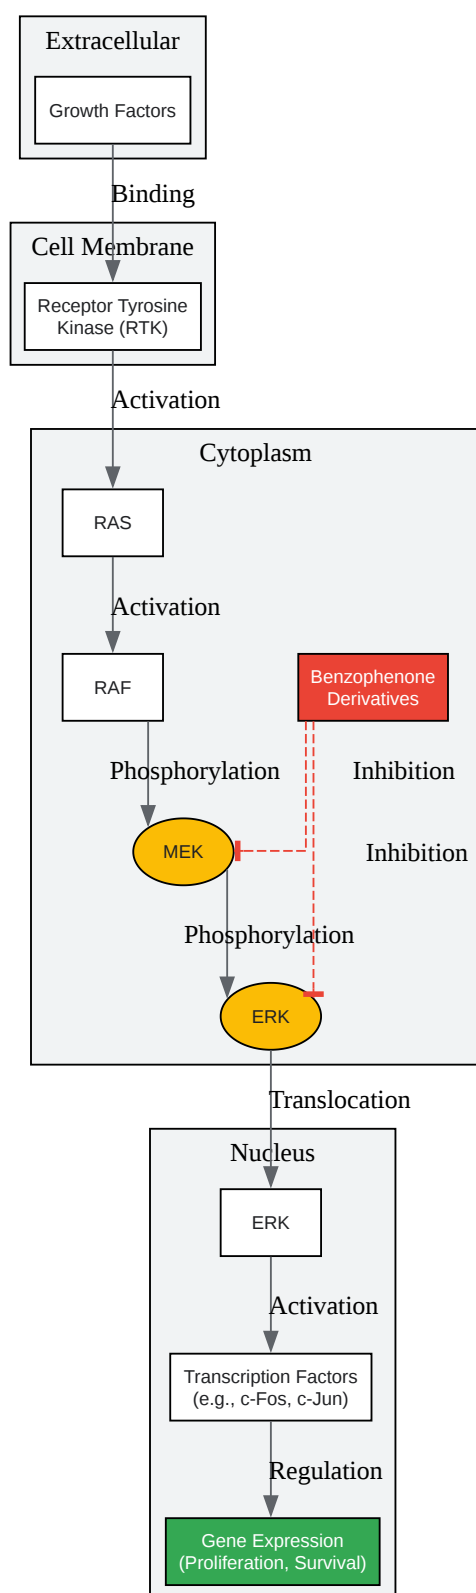 Extracellular
Growth Factors
Binding
Cell Membrane
Receptor Tyrosine
Kinase (RTK)
Activation
Cytoplasm
RAS
Activation
RAF
Benzophenone
Derivatives
Phosphorylation
Inhibition
MEK
Inhibition
Phosphorylation
ERK
Translocation
Nucleus
ERK
Activation
Transcription Factors
(e.g., c-Fos, c-Jun)
Regulation
Gene Expression
(Proliferation, Survival)